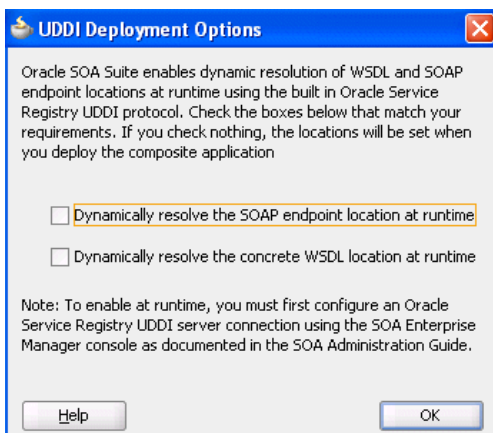 UDDI Deployment Options
Oracle SOA Suite enables dynamic resolution of WSDL and SOAP
endpoint locations at runtime using the built in Oracle Service
Registry UDDI protocol. Check the boxes below that match your
requirements. If you check nothing, the locations will be set when
you deploy the composite application
Dynamically resolve the SOAP endpoint location at runtime
Dynamically resolve the concrete WSDL location at runtime
Note: To enable at runtime, you must first configure an Oracle
Service Registry UDDI server connection using the SOA Enterprise
Manager console as documented in the SOA Administration Guide.
Help
OK